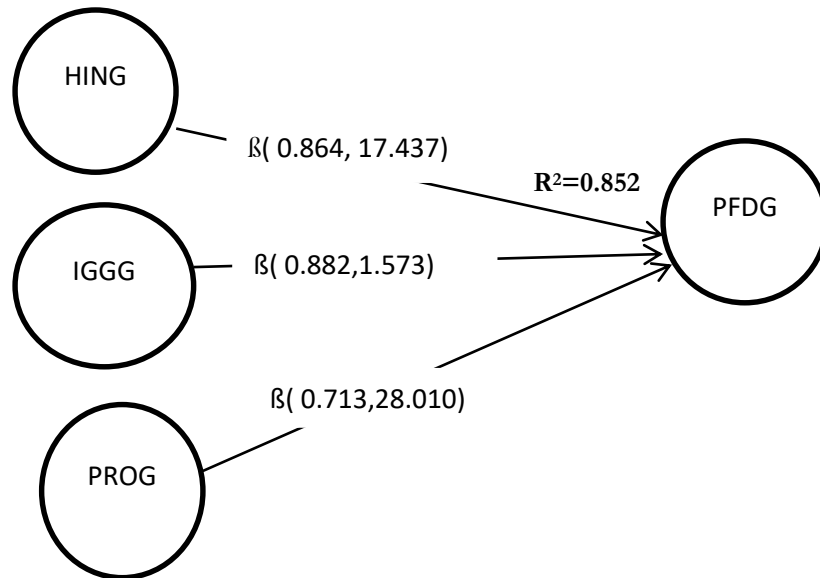 HING
ß( 0.864, 17.437)
R²=0.852
PFDG
IGGG
ß( 0.882,1.573)
ß( 0.713,28.010)
PROG